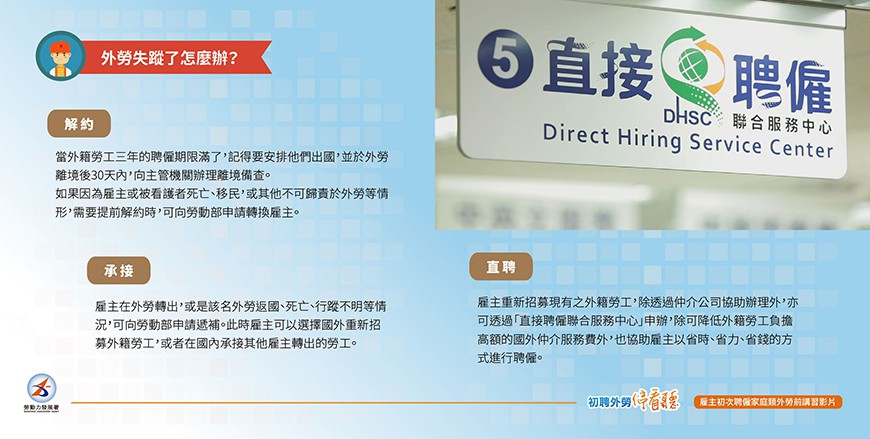 外勞失蹤了怎麼辦?
解約
當外籍勞工三年的聘僱期限滿了,記得要安排他們出國,並於外勞
離境後30天內,向主管機關辦理離境備查。
如果因為雇主或被看護者死亡、移民,或其他不可歸責於外勞等情
形,需要提前解約時,可向勞動部申請轉換雇主。
承接
雇主在外勞轉出,或是該名外勞返國、死亡、行蹤不明等情
況,可向勞動部申請遞補。此時雇主可以選擇國外重新招
募外籍勞工,或者在國內承接其他雇主轉出的勞工。
5 直接聘僱
DHSC 聯合服務中心
Direct Hiring Service Center
直聘
雇主重新招募現有之外籍勞工,除透過仲介公司協助辦理外,亦
可透過「直接聘僱聯合服務中心」申辦,除可降低外籍勞工負擔
高額的國外仲介服務費外,也協助雇主以省時、省力、省錢的方
式進行聘僱。
勞動力發展署
初聘外勞停看聽
雇主初次聘僱家庭類外勞前講習影片